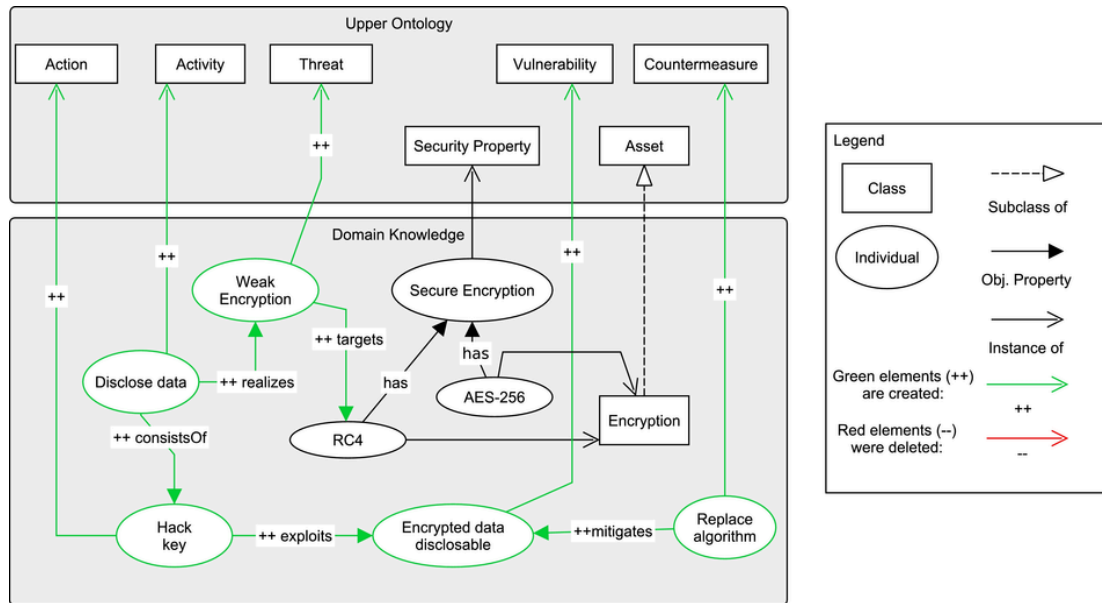 Upper Ontology
Action
Activity
Threat
Vulnerability
Countermeasure
++
Security Property
Asset
Domain Knowledge
++
++
++
++
Weak
Encryption
Secure Encryption
++ targets
has
has
Disclose data
++ realizes
AES-256
RC4
Encryption
++ consistsOf
Hack
key
++ exploits
Encrypted data
disclosable
++mitigates
Replace
algorithm
Legend
Class
Subclass of
Individual
Obj. Property
Instance of
Green elements (++)
are created:
++
Red elements (--)
were deleted:
--